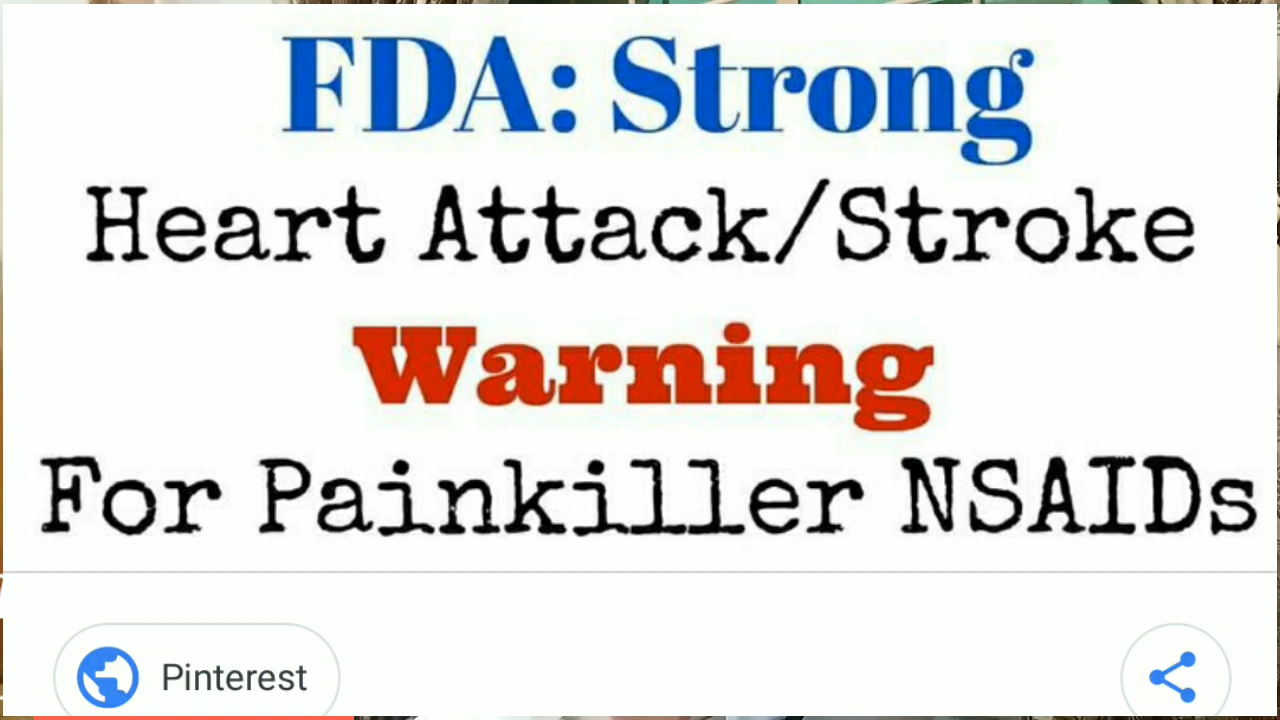 FDA: Strong
Heart Attack/Stroke
Warning
For Painkiller NSAIDs
Pinterest